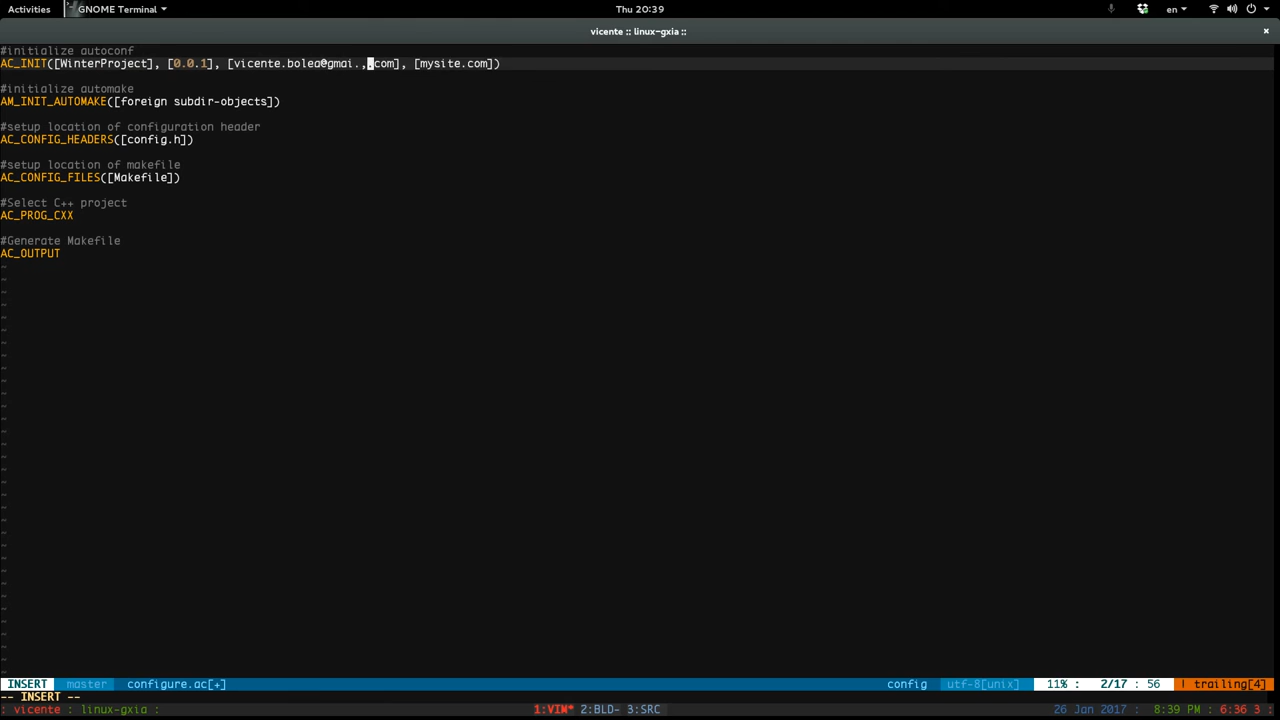 Activities GNOME Terminal Thu 20:39 en
vicente :: linux-gxia :: ×
#initialize autoconf
AC_INIT([WinterProject], [0.0.1], [vicente.bolea@gmai.,.com], [mysite.com])
#initialize automake
AM_INIT_AUTOMAKE([foreign subdir-objects])
#setup location of configuration header
AC_CONFIG_HEADERS([config.h])
#setup location of makefile
AC_CONFIG_FILES([Makefile])
#Select C++ project
AC_PROG_CXX
#Generate Makefile
AC_OUTPUT
INSERT master configure.ac[+] config utf-8[unix] 11% : 2/17 : 56 trailing[4]
-- INSERT --
: vicente : linux-gxia : 1:VIM* 2:BLD- 3:SRC 26 Jan 2017 : 8:39 PM : 6:36 3 :